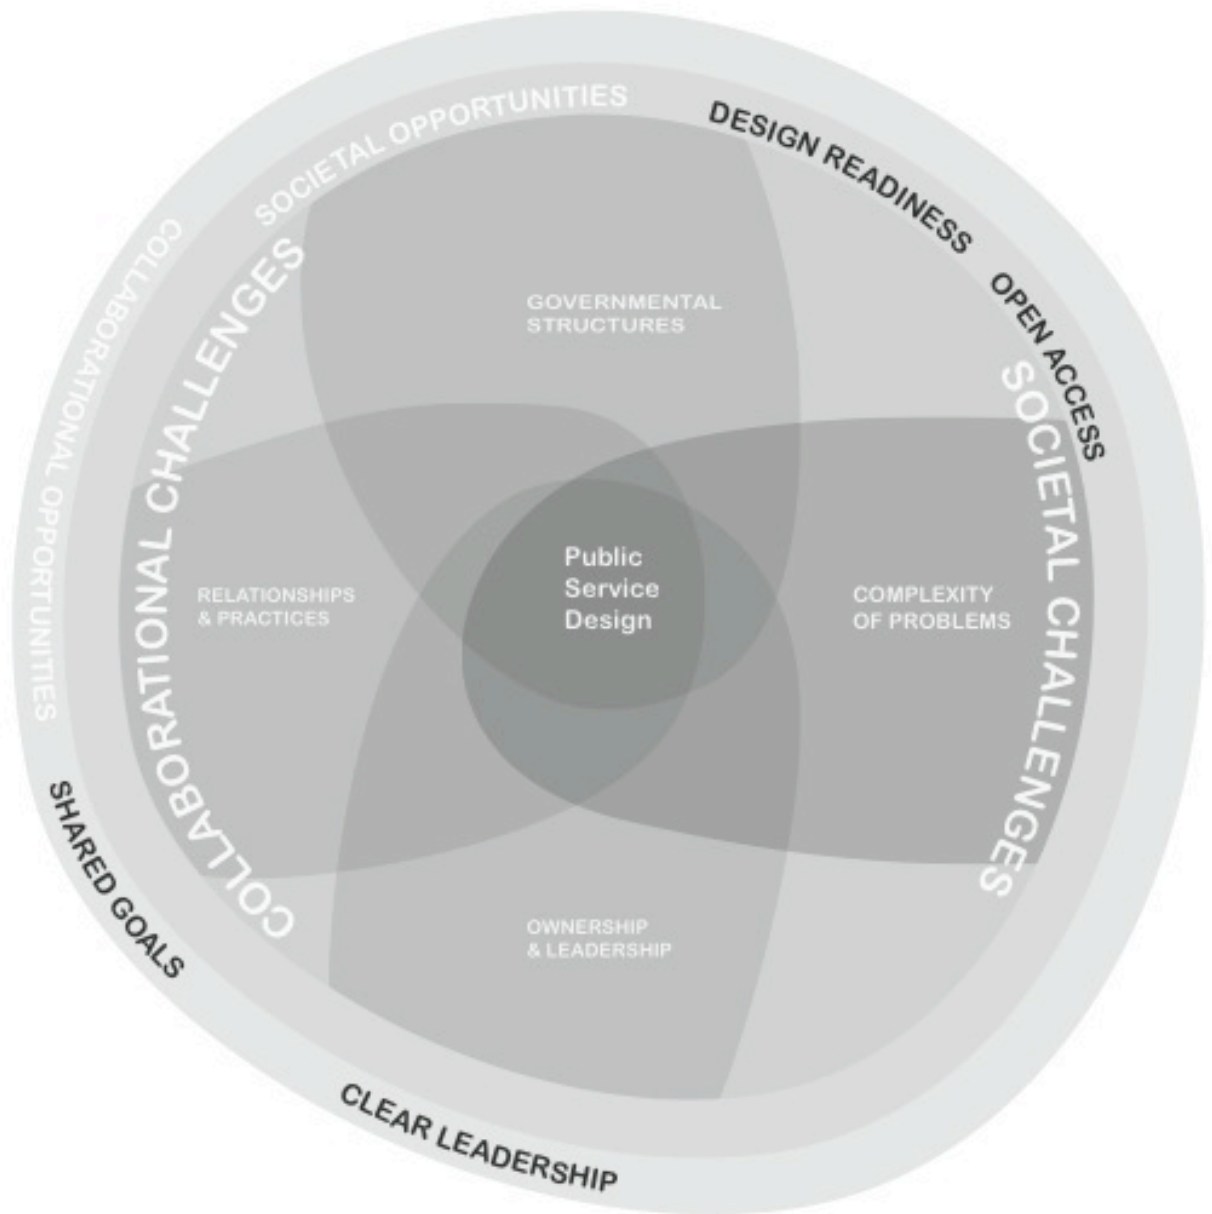 SOCIETAL OPPORTUNITIES
DESIGN READINESS
COLLABORATIONAL OPPORTUNITIES
COLLABORATIONAL CHALLENGES
OPEN ACCESS
SOCIETAL CHALLENGES
GOVERNMENTAL
STRUCTURES
Public
Service
Design
RELATIONSHIPS
& PRACTICES
COMPLEXITY
OF PROBLEMS
SHARED GOALS
OWNERSHIP
& LEADERSHIP
CLEAR LEADERSHIP